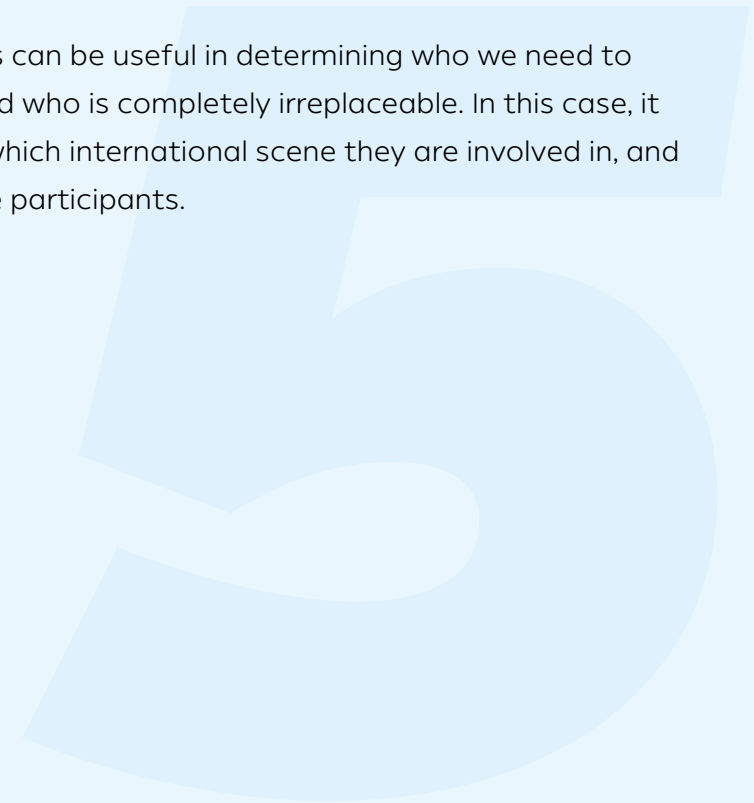 can be useful in determining who we need to
who is completely irreplaceable. In this case, it
which international scene they are involved in, and
participants.
5